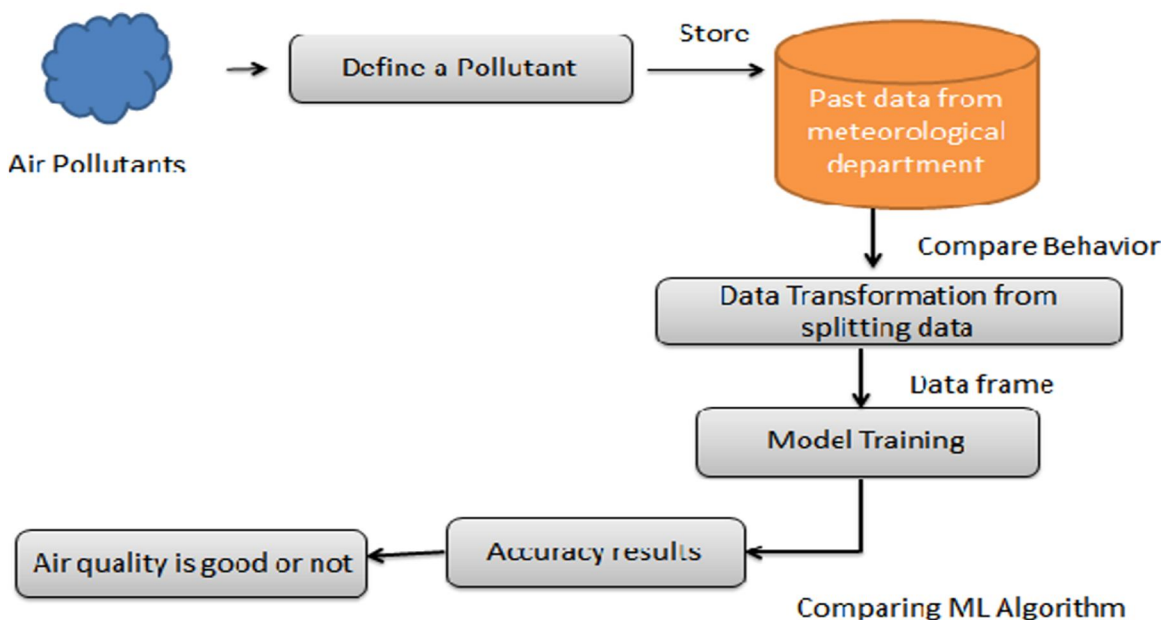 Air Pollutants
Define a Pollutant
Store
Past data from
meteorological
department
Compare Behavior
Data Transformation from
splitting data
Data frame
Model Training
Comparing ML Algorithm
Accuracy results
Air quality is good or not